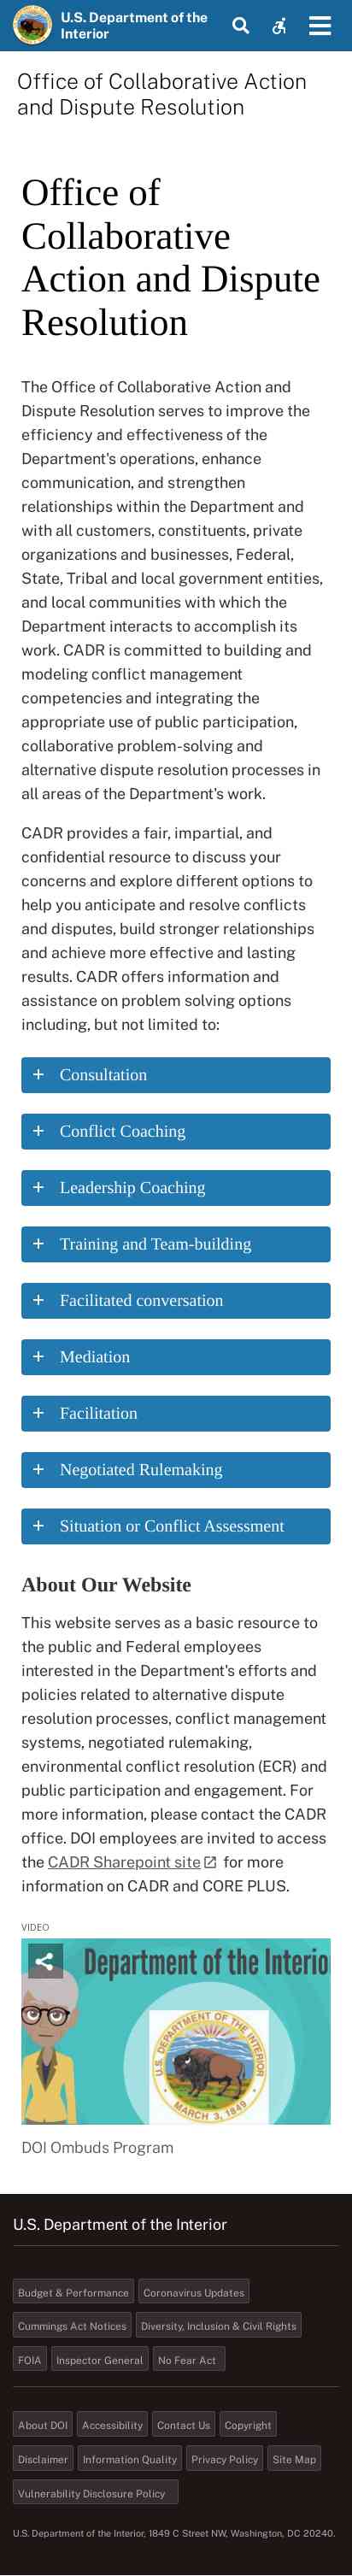 U.S. Department of the
Interior
Office of Collaborative Action
and Dispute Resolution
Office of
Collaborative
Action and Dispute
Resolution
The Office of Collaborative Action and
Dispute Resolution serves to improve the
efficiency and effectiveness of the
Department's operations, enhance
communication, and strengthen
relationships within the Department and
with all customers, constituents, private
organizations and businesses, Federal,
State, Tribal and local government entities,
and local communities with which the
Department interacts to accomplish its
work. CADR is committed to building and
modeling conflict management
competencies and integrating the
appropriate use of public participation,
collaborative problem-solving and
alternative dispute resolution processes in
all areas of the Department's work.
CADR provides a fair, impartial, and
confidential resource to discuss your
concerns and explore different options to
help you anticipate and resolve conflicts
and disputes, build stronger relationships
and achieve more effective and lasting
results. CADR offers information and
assistance on problem solving options
including, but not limited to:
+ Consultation
+ Conflict Coaching
+ Leadership Coaching
+ Training and Team-building
+ Facilitated conversation
+ Mediation
+ Facilitation
+ Negotiated Rulemaking
+ Situation or Conflict Assessment
About Our Website
This website serves as a basic resource to
the public and Federal employees
interested in the Department's efforts and
policies related to alternative dispute
resolution processes, conflict management
systems, negotiated rulemaking,
environmental conflict resolution (ECR) and
public participation and engagement. For
more information, please contact the CADR
office. DOI employees are invited to access
the CADR Sharepoint site for more
information on CADR and CORE PLUS.
VIDEO
Department of the Interio
U.S. DEPARTMENT OF THE INTERIOR
MARCH 3, 1849
DOI Ombuds Program
U.S. Department of the Interior
Budget & Performance Coronavirus Updates
Cummings Act Notices Diversity, Inclusion & Civil Rights
FOIA Inspector General No Fear Act
About DOI Accessibility Contact Us Copyright
Disclaimer Information Quality Privacy Policy Site Map
Vulnerability Disclosure Policy
U.S. Department of the Interior, 1849 C Street NW, Washington, DC 20240.